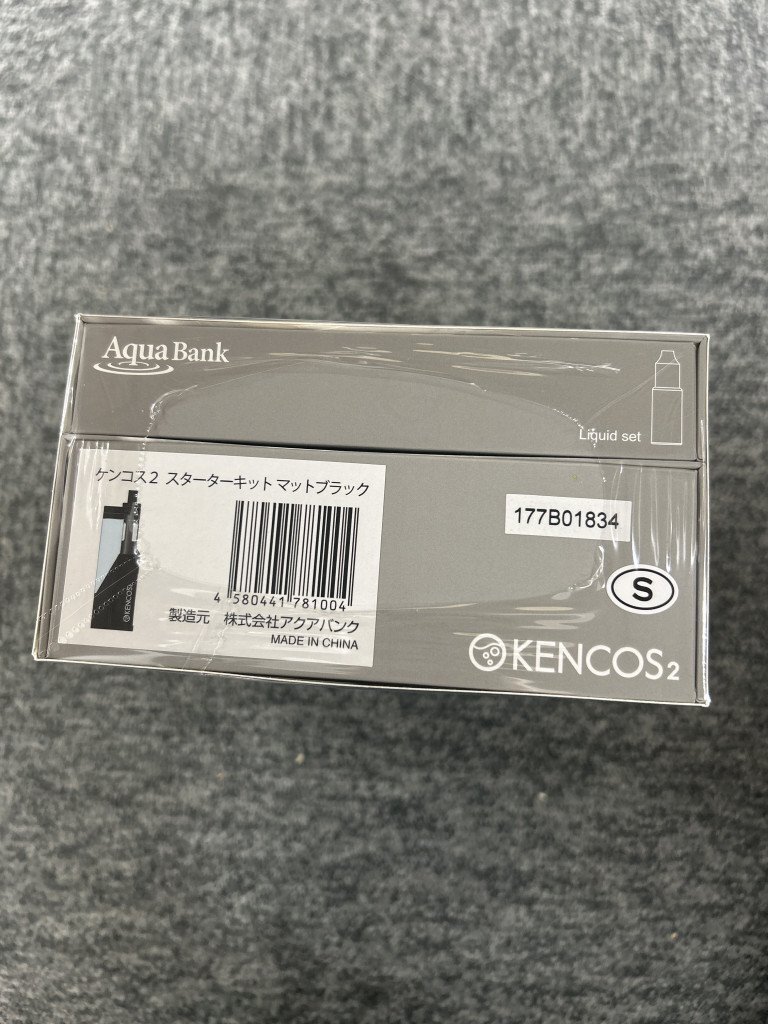 Aqua Bank
Liquid set
ケンコス2 スターターキット マットブラック
177B01834
KENCOS2
4 580441 781004
製造元 株式会社アクアバンク
MADE IN CHINA
S
KENCOS2